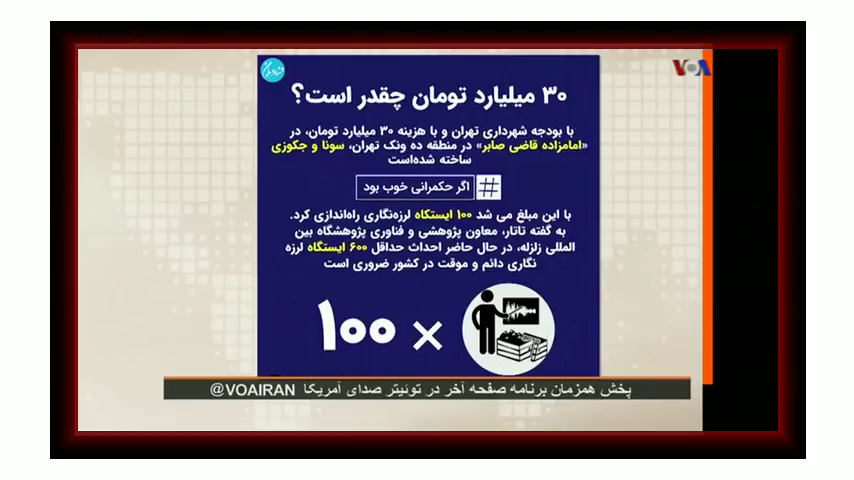 VOA
۳۰ میلیارد تومان چقدر است؟
با بودجه شهرداری تهران و با هزینه ۳۰ میلیارد تومان، در
«امامزاده قاضی صابر» در منطقه ده ونک تهران، سونا و جکوزی
ساخته شده‌است
# اگر حکمرانی خوب بود
با این مبلغ می شد ۱۰۰ ایستکاه لرزه‌نگاری راه‌اندازی کرد.
به گفته تاتار، معاون پژوهشی و فناوری پژوهشگاه بین
المللی زلزله، در حال حاضر احداث حداقل ۶۰۰ ایستگاه لرزه
نگاری دائم و موقت در کشور ضروری است
۱۰۰ ×
پخش همزمان برنامه صفحه آخر در توئیتر صدای آمریکا @VOAIRAN